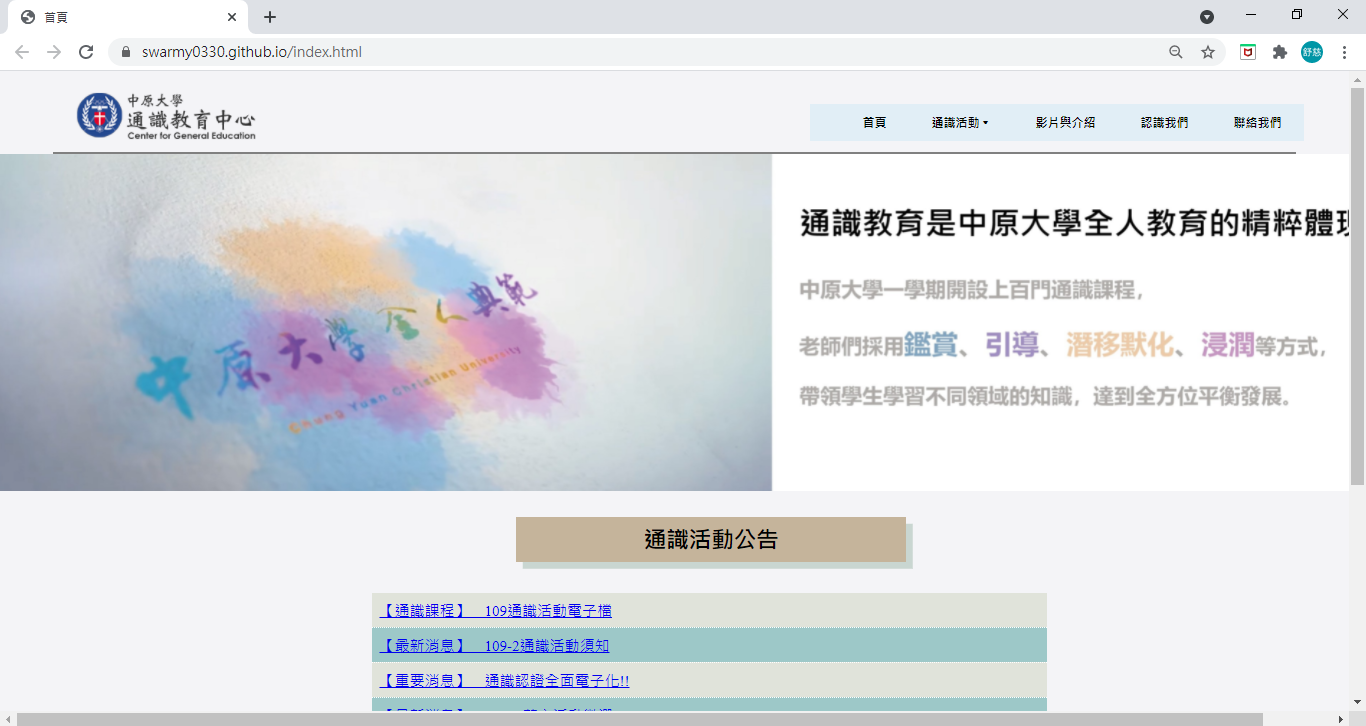 首頁
swarmy0330.github.io/index.html
舒慈
中原大學
通識教育中心
Center for General Education
首頁 通識活動 影片與介紹 認識我們 聯絡我們
中原大學全人典範
Chung Yuan Christian University
通識教育是中原大學全人教育的精粹體現
中原大學一學期開設上百門通識課程，
老師們採用鑑賞、引導、潛移默化、浸潤等方式，
帶領學生學習不同領域的知識，達到全方位平衡發展。
通識活動公告
【通識課程】 109通識活動電子檔
【最新消息】 109-2通識活動須知
【重要消息】 通識認證全面電子化!!